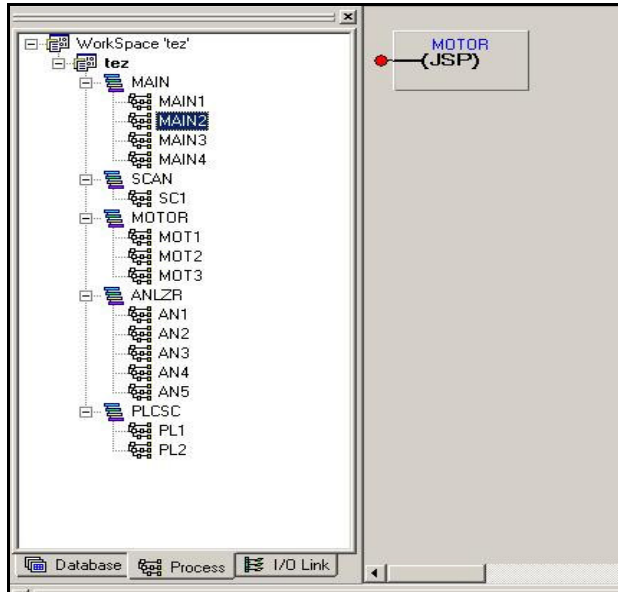 WorkSpace 'tez'
tez
MAIN
MAIN1
MAIN2
MAIN3
MAIN4
SCAN
SC1
MOTOR
MOT1
MOT2
MOT3
ANLZR
AN1
AN2
AN3
AN4
AN5
PLCSC
PL1
PL2
Database Process I/O Link
MOTOR
(JSP)